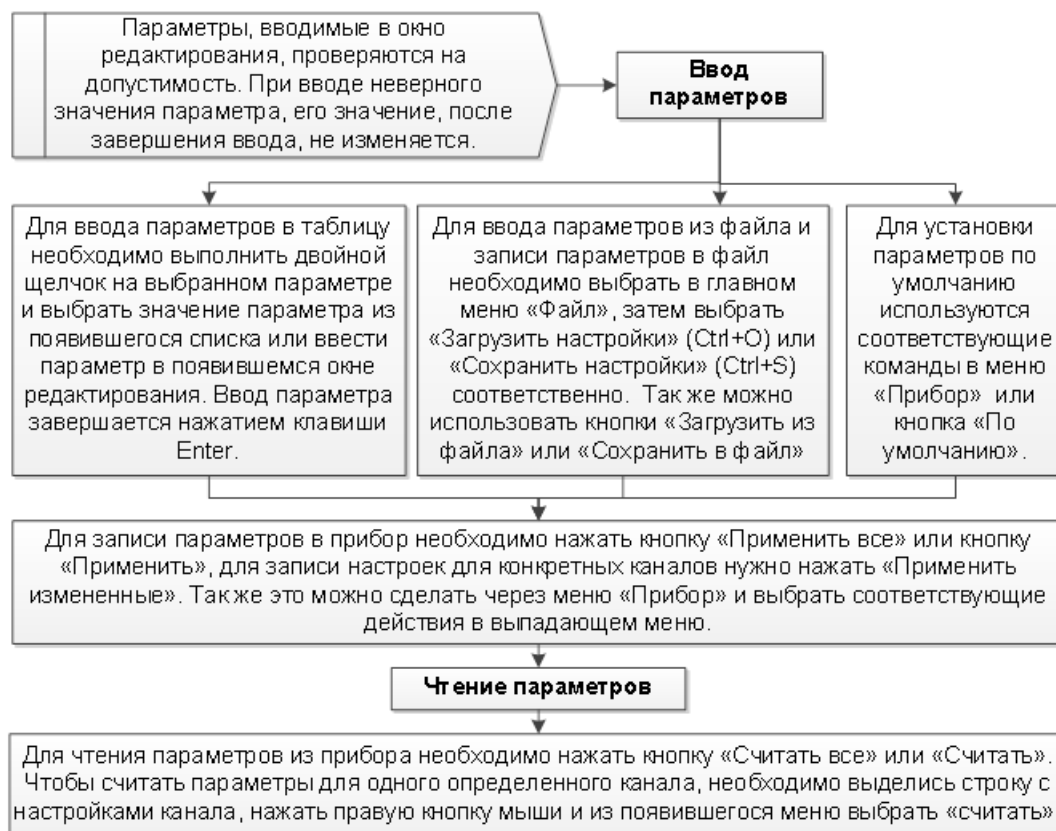 Параметры, вводимые в окно
редактирования, проверяются на
допустимость. При вводе неверного
значения параметра, его значение, после
завершения ввода, не изменяется.
Ввод
параметров
Для ввода параметров в таблицу
необходимо выполнить двойной
щелчок на выбранном параметре
и выбрать значение параметра из
появившегося списка или ввести
параметр в появившемся окне
редактирования. Ввод параметра
завершается нажатием клавиши
Enter.
Для ввода параметров из файла и
записи параметров в файл
необходимо выбрать в главном
меню «Файл», затем выбрать
«Загрузить настройки» (Ctrl+O) или
«Сохранить настройки» (Ctrl+S)
соответственно. Так же можно
использовать кнопки «Загрузить из
файла» или «Сохранить в файл»
Для установки
параметров по
умолчанию
используются
соответствующие
команды в меню
«Прибор» или
кнопка «По
умолчанию».
Для записи параметров в прибор необходимо нажать кнопку «Применить все» или кнопку
«Применить», для записи настроек для конкретных каналов нужно нажать «Применить
измененные». Так же это можно сделать через меню «Прибор» и выбрать соответствующие
действия в выпадающем меню.
Чтение параметров
Для чтения параметров из прибора необходимо нажать кнопку «Считать все» или «Считать».
Чтобы считать параметры для одного определенного канала, необходимо выделись строку с
настройками канала, нажать правую кнопку мыши и из появившегося меню выбрать «считать»